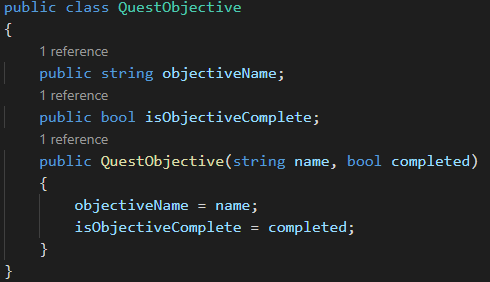 public class QuestObjective
{
1 reference
public string objectiveName;
1 reference
public bool isObjectiveComplete;
1 reference
public QuestObjective(string name, bool completed)
{
objectiveName = name;
isObjectiveComplete = completed;
}
}